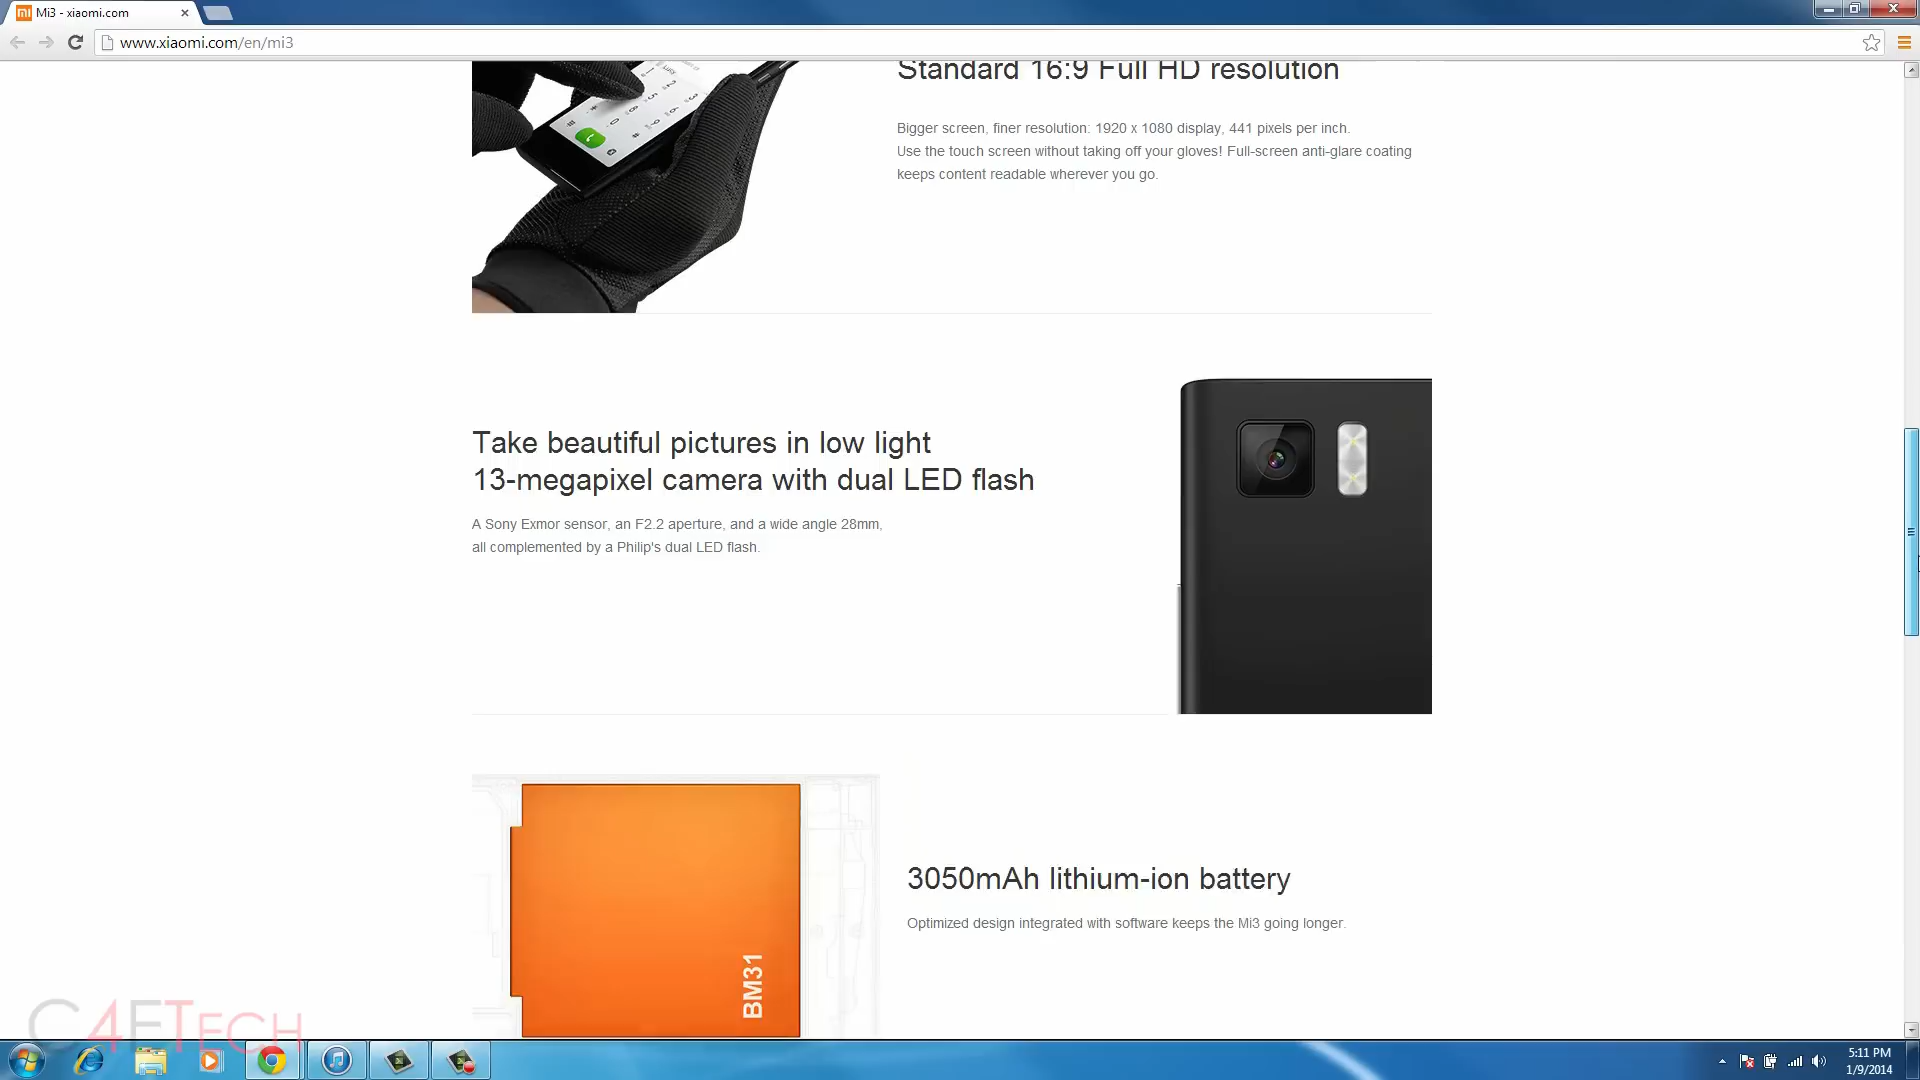 Mi3 - xiaomi.com
www.xiaomi.com/en/mi3
Standard 16:9 Full HD resolution
Bigger screen, finer resolution: 1920 x 1080 display, 441 pixels per inch.
Use the touch screen without taking off your gloves! Full-screen anti-glare coating
keeps content readable wherever you go.
Take beautiful pictures in low light
13-megapixel camera with dual LED flash
A Sony Exmor sensor, an F2.2 aperture, and a wide angle 28mm,
all complemented by a Philip's dual LED flash.
3050mAh lithium-ion battery
Optimized design integrated with software keeps the Mi3 going longer.
BM31
C4ETech
5:11 PM
1/9/2014